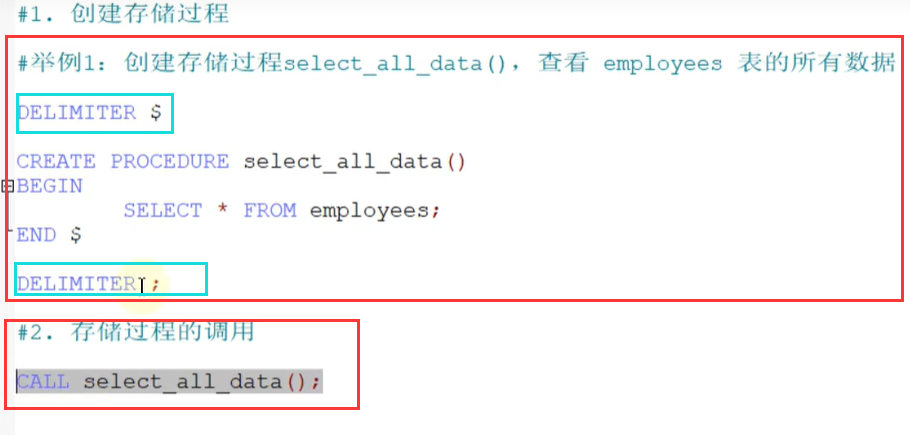 #1. 创建存储过程
#举例1：创建存储过程select_all_data()，查看 employees 表的所有数据
DELIMITER $
CREATE PROCEDURE select_all_data()
BEGIN
SELECT * FROM employees;
END $
DELIMITER ;
#2. 存储过程的调用
CALL select_all_data();